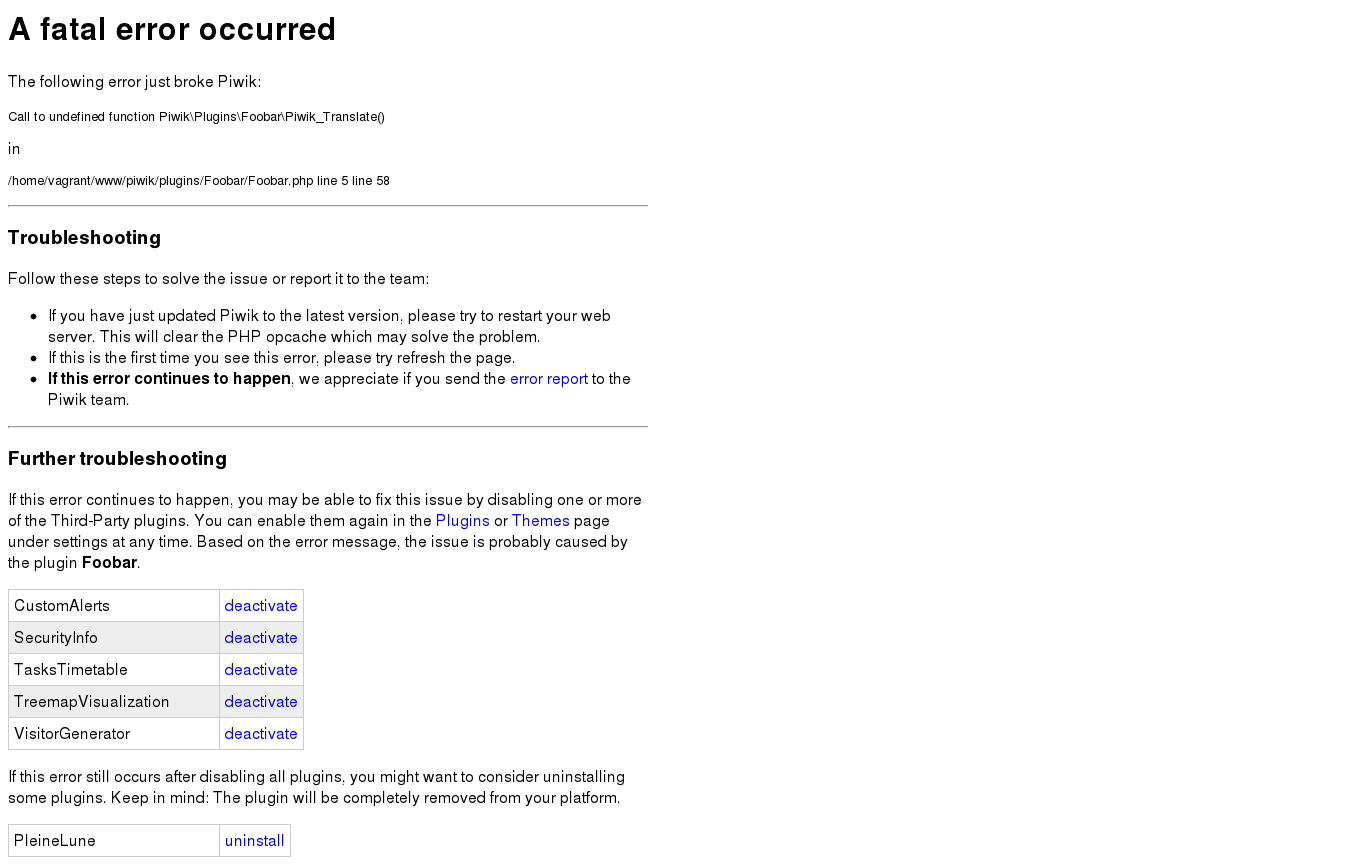 A fatal error occurred
The following error just broke Piwik:
Call to undefined function Piwik\Plugins\Foobar\Piwik_Translate()
in
/home/vagrant/www/piwik/plugins/Foobar/Foobar.php line 5 line 58
Troubleshooting
Follow these steps to solve the issue or report it to the team:
• If you have just updated Piwik to the latest version, please try to restart your web
server. This will clear the PHP opcache which may solve the problem.
• If this is the first time you see this error, please try refresh the page.
• If this error continues to happen, we appreciate if you send the error report to the
Piwik team.
Further troubleshooting
If this error continues to happen, you may be able to fix this issue by disabling one or more
of the Third-Party plugins. You can enable them again in the Plugins or Themes page
under settings at any time. Based on the error message, the issue is probably caused by
the plugin Foobar.
CustomAlerts deactivate
SecurityInfo deactivate
TasksTimetable deactivate
TreemapVisualization deactivate
VisitorGenerator deactivate
If this error still occurs after disabling all plugins, you might want to consider uninstalling
some plugins. Keep in mind: The plugin will be completely removed from your platform.
PleineLune uninstall